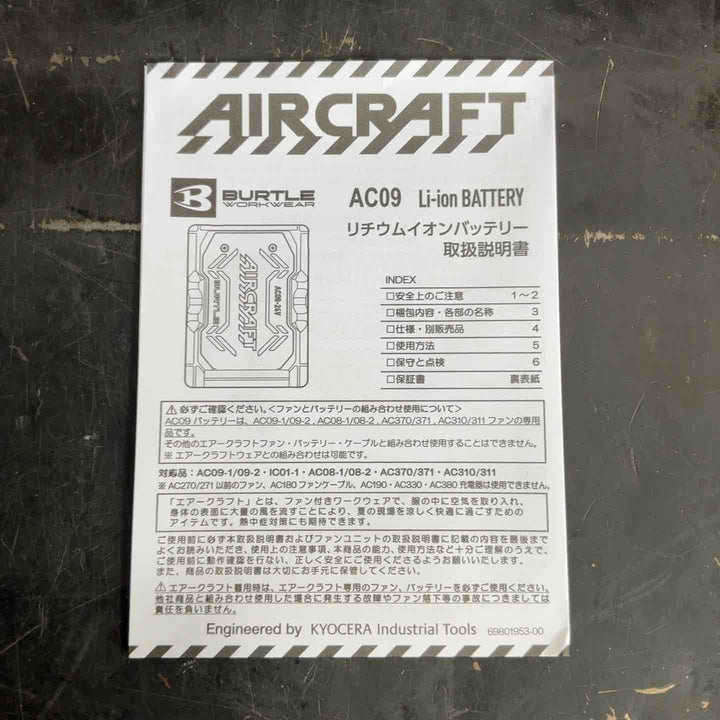 AIRCRAFT
BURTLE
WORKWEAR
AC09 Li-ion BATTERY
リチウムイオンバッテリー
取扱説明書
AIRCRAFT
BURTLE
AC09-24V
INDEX
□安全上のご注意 1～2
□梱包内容・各部の名称 3
□仕様・別販売品 4
□使用方法 5
□保守と点検 6
□保証書 裏表紙
⚠ 必ずご確認ください。<ファンとバッテリーの組み合わせ使用について>
AC09 バッテリーは、AC09-1/09-2 , AC08-1/08-2 , AC370/371 , AC310/311 ファンの専用
品です。
その他のエアークラフトファン・バッテリー・ケーブルと組み合わせ使用することはできません。
※ エアークラフトウェアとの組み合わせは可能です。
対応品：AC09-1/09-2・IC01-1・AC08-1/08-2・AC370/371・AC310/311
※ AC270/271 以前のファン、AC180 ファンケーブル、AC190・AC330・AC380 充電器は使用できません。
「エアークラフト」とは、ファン付きワークウェアで、服の中に空気を取り入れ、
身体の表面に大量の風を流すことにより、夏の現場を涼しく快適に過ごすための
アイテムです。熱中症対策にも期待できます。
ご使用前に必ず本取扱説明書およびファンユニットの取扱説明書に記載の内容を最後まで
よくお読みいただき、使用上の注意事項、本商品の能力、使用方法など十分ご理解のうえで、
ご使用前に動作確認を行ない、正しく安全にご使用くださるようお願いいたします。
また、商品の取扱説明書は大切にお手元に保管してください。
⚠ エアークラフト着用時は、エアークラフト専用のファン、バッテリーを必ずご使用ください。
他社商品と組み合わせ使用した場合に発生する故障やファン落下等の事故につきましては
責任を負いません。
Engineered by KYOCERA Industrial Tools 69801953-00